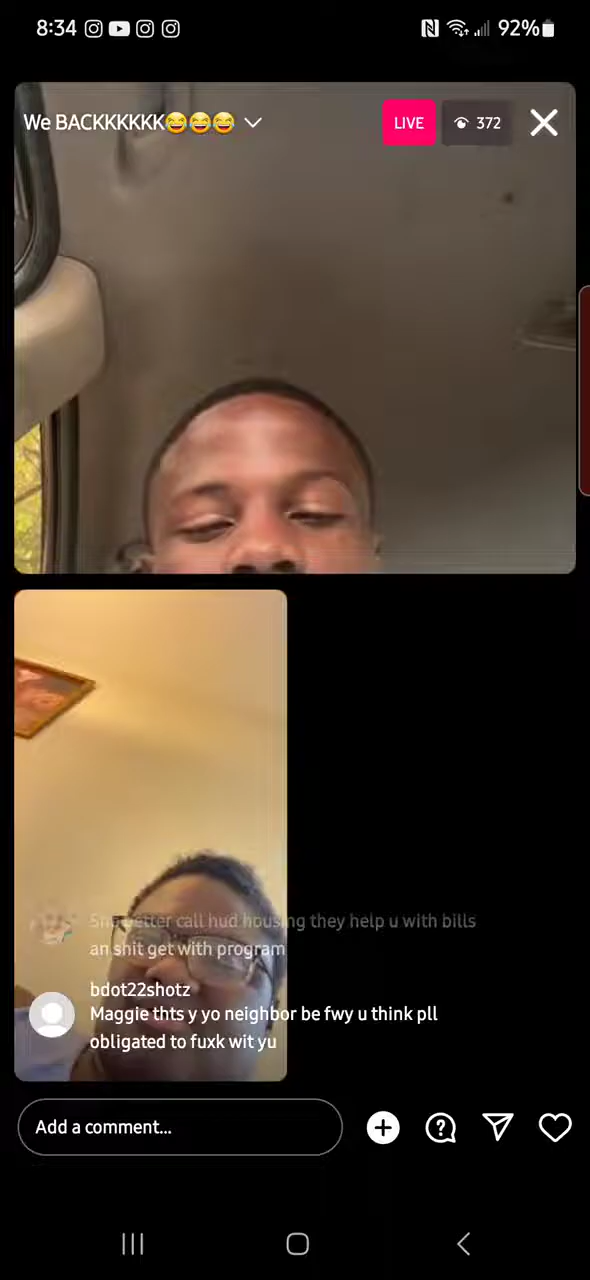 8:34 92%
We BACKKKKKK😂😂😂
LIVE 372
She better call hud housing they help u with bills
an shit get with program
bdot22shotz
Maggie thts y yo neighbor be fwy u think pll
obligated to fuxk wit yu
Add a comment...